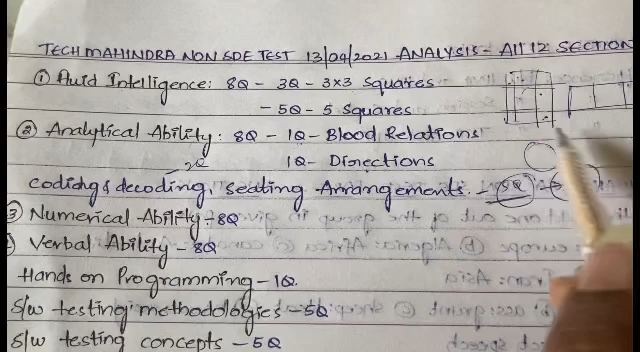 TECH MAHINDRA NON SDE TEST 13/04/2021 ANALYSIS - All 12 SECTION
① Fluid Intelligence: 8Q - 3Q - 3x3 Squares
- 5Q - 5 Squares
② Analytical Ability: 8Q - 1Q - Blood Relations
1Q - Directions
coding & decoding, seating Arrangements.
③ Numerical Ability - 8Q
Verbal Ability - 8Q
Hands on Programming - 1Q.
S/w testing methodologies - 5Q
S/w testing concepts - 5Q